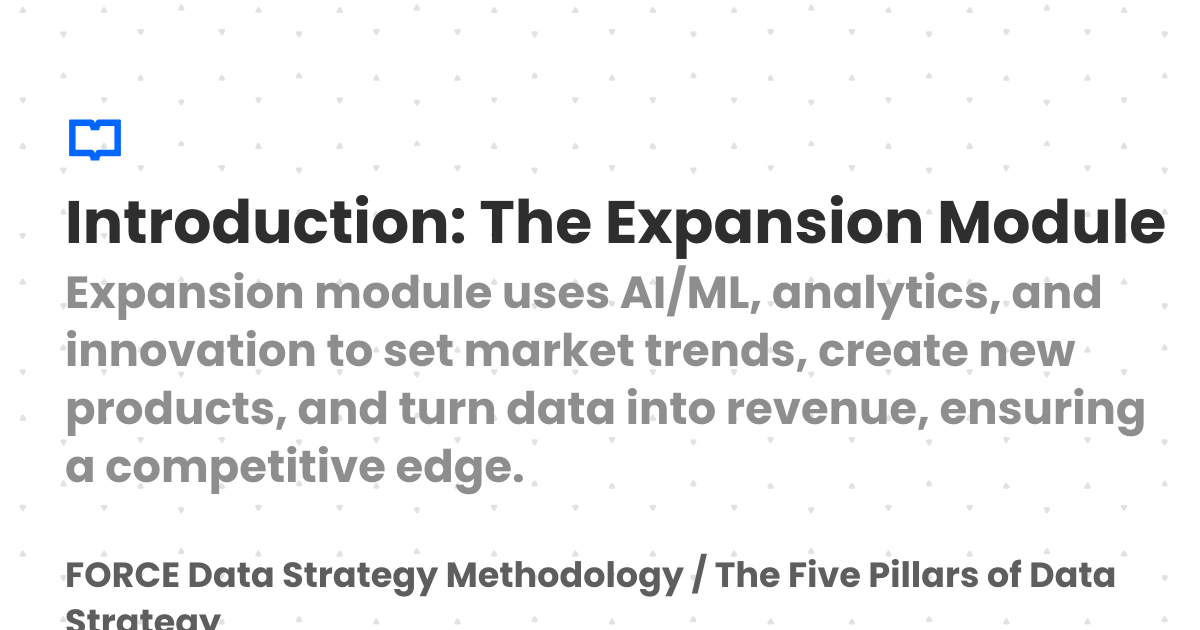 Introduction: The Expansion Module
Expansion module uses AI/ML, analytics, and
innovation to set market trends, create new
products, and turn data into revenue, ensuring
a competitive edge.
FORCE Data Strategy Methodology / The Five Pillars of Data
Strategy